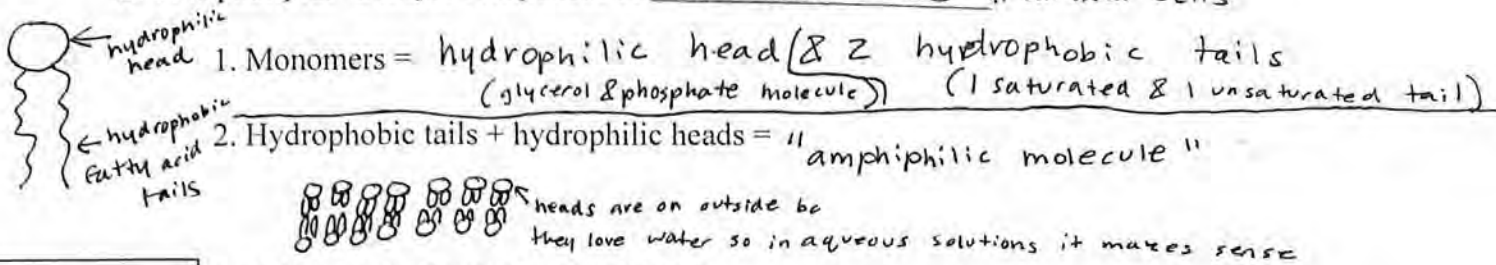 hydrophilic
head
1. Monomers = hydrophilic head & 2 hydrophobic tails
(glycerol & phosphate molecule) (1 saturated & 1 unsaturated tail)
hydrophobic
fatty acid
tails
2. Hydrophobic tails + hydrophilic heads = "amphiphilic molecule"
heads are on outside bc
they love water so in aqueous solutions it makes sense